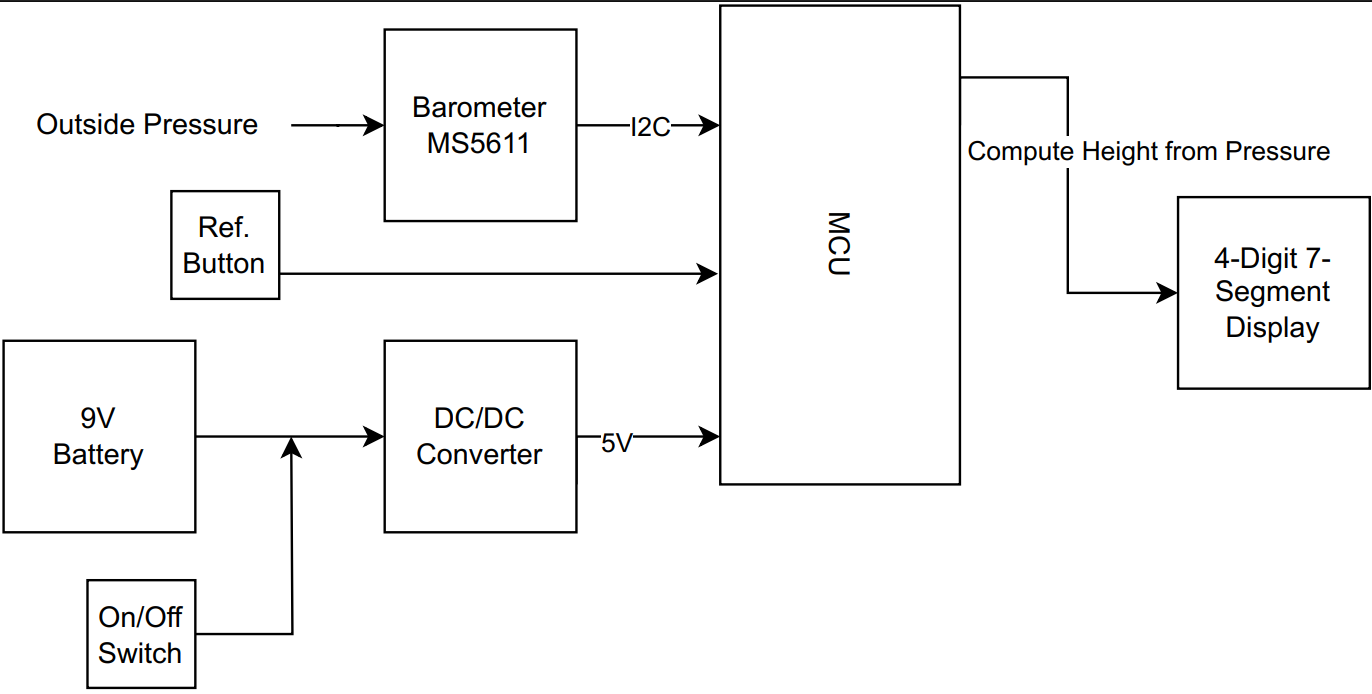 Outside Pressure
Barometer
MS5611
I2C
MCU
Compute Height from Pressure
Ref.
Button
4-Digit 7-
Segment
Display
9V
Battery
DC/DC
Converter
5V
On/Off
Switch